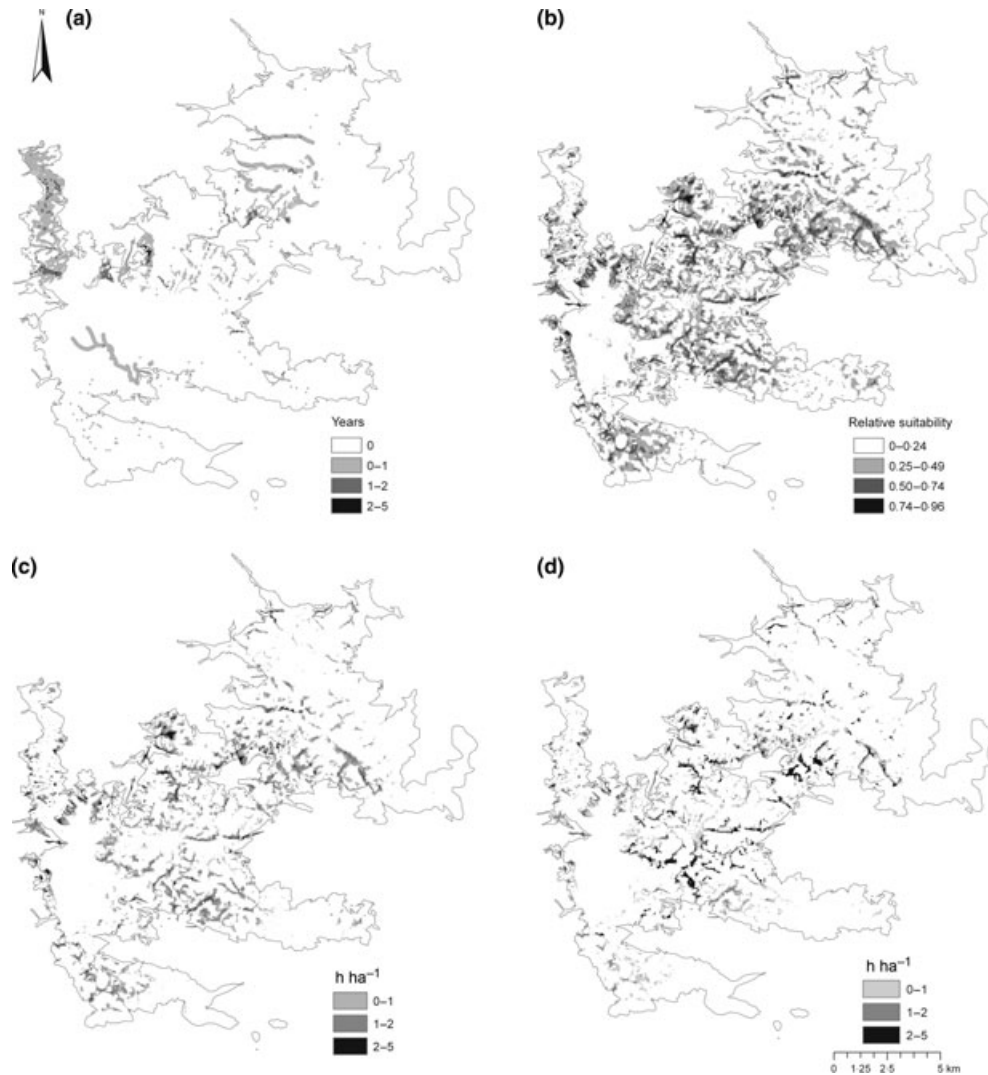 N
(a)
(b)
Years
0
0–1
1–2
2–5
Relative suitability
0–0·24
0.25–0·49
0.50–0·74
0.74–0·96
(c)
(d)
h ha–1
0–1
1–2
2–5
h ha–1
0–1
1–2
2–5
0 1·25 2·5 5 km